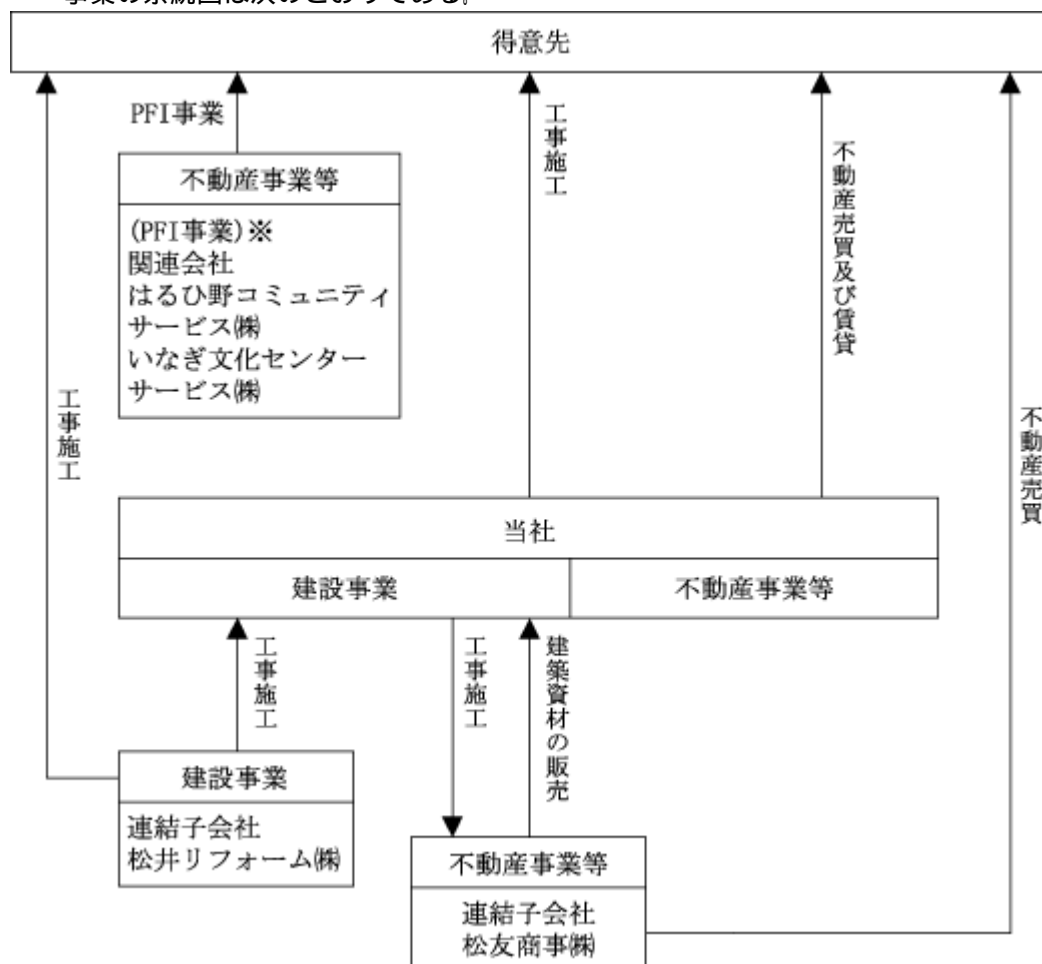 事業の系統図は次のとおりである。
得意先
PFI事業
工事施工
不動産売買及び賃貸
不動産事業等
(PFI事業)※
関連会社
はるひ野コミュニティ
サービス㈱
いなぎ文化センター
サービス㈱
工事施工
不動産売買
当社
建設事業
不動産事業等
工事施工
工事施工
建築資材の販売
建設事業
連結子会社
松井リフォーム㈱
不動産事業等
連結子会社
松友商事㈱